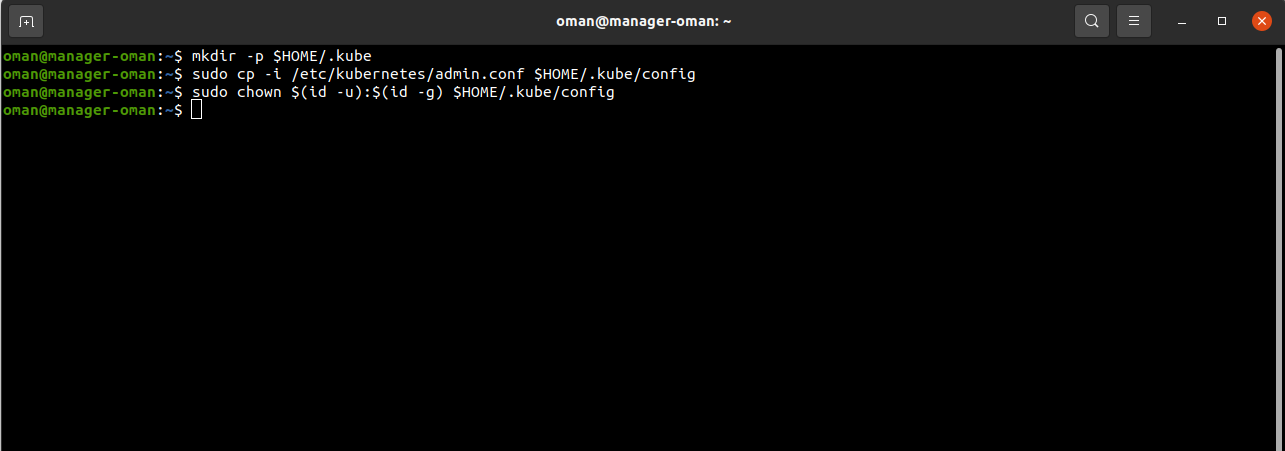 oman@manager-oman: ~
oman@manager-oman:~$ mkdir -p $HOME/.kube
oman@manager-oman:~$ sudo cp -i /etc/kubernetes/admin.conf $HOME/.kube/config
oman@manager-oman:~$ sudo chown $(id -u):$(id -g) $HOME/.kube/config
oman@manager-oman:~$